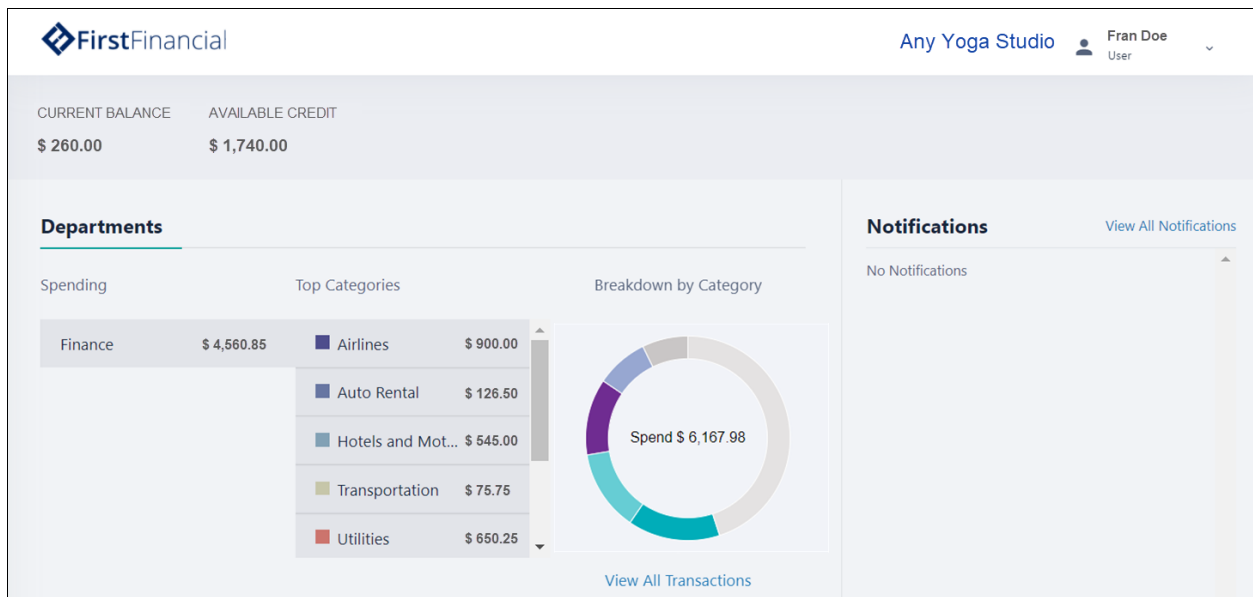 FirstFinancial
Any Yoga Studio
Fran Doe
User
CURRENT BALANCE
$ 260.00
AVAILABLE CREDIT
$ 1,740.00
Departments
Spending
Finance $ 4,560.85
Top Categories
Airlines $ 900.00
Auto Rental $ 126.50
Hotels and Mot... $ 545.00
Transportation $ 75.75
Utilities $ 650.25
Breakdown by Category
Spend $ 6,167.98
View All Transactions
Notifications
View All Notifications
No Notifications